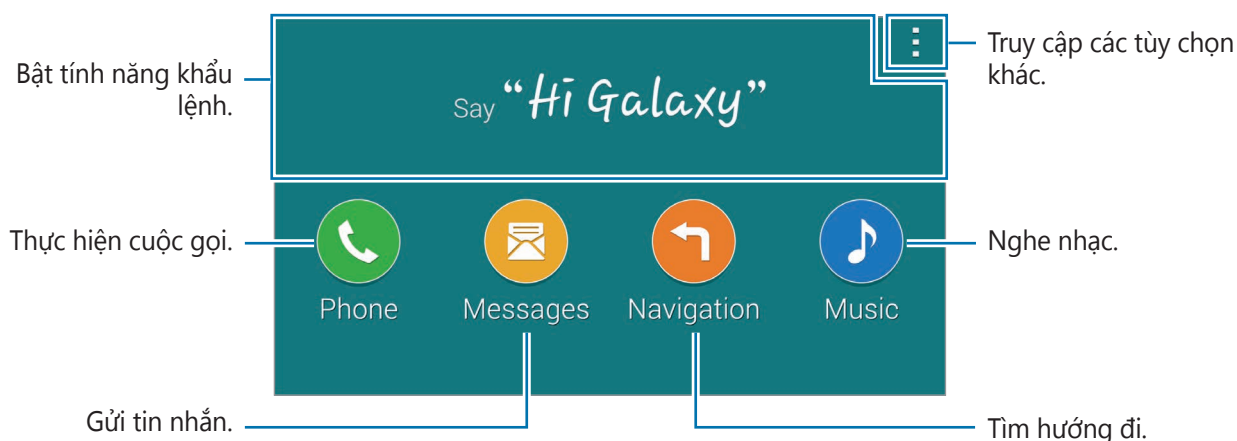 Truy cập các tùy chọn
khác.
Bật tính năng khẩu
lệnh.
Say “Hi Galaxy”
Thực hiện cuộc gọi.
Nghe nhạc.
Phone
Messages
Navigation
Music
Gửi tin nhắn.
Tìm hướng đi.